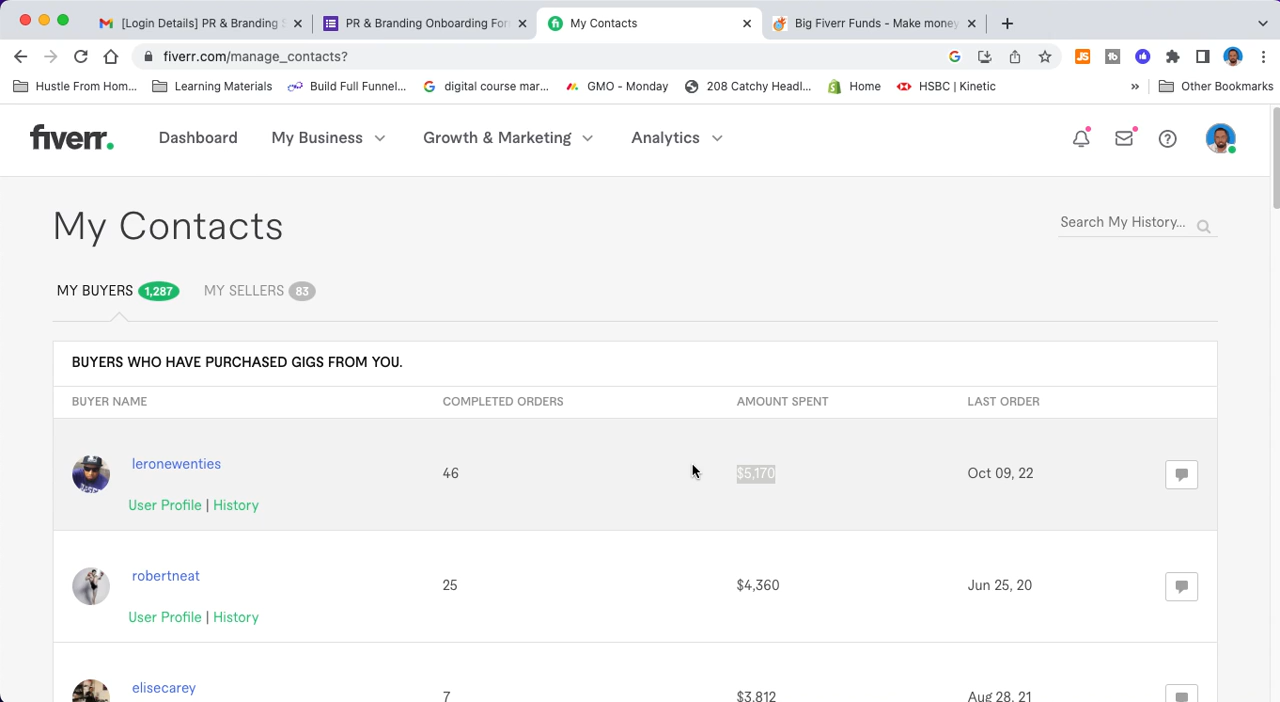 [Login Details] PR & Branding S
PR & Branding Onboarding For
My Contacts
Big Fiverr Funds - Make money
fiverr.com/manage_contacts?
Hustle From Hom...
Learning Materials
Build Full Funnel...
digital course mar...
GMO - Monday
208 Catchy Headl...
Home
HSBC | Kinetic
»
Other Bookmarks
fiverr.
Dashboard
My Business
Growth & Marketing
Analytics
My Contacts
Search My History...
MY BUYERS 1,287
MY SELLERS 83
BUYERS WHO HAVE PURCHASED GIGS FROM YOU.
BUYER NAME COMPLETED ORDERS AMOUNT SPENT LAST ORDER
leronewenties
46 $5,170 Oct 09, 22
User Profile | History
robertneat
25 $4,360 Jun 25, 20
User Profile | History
elisecarey
7 $3,812 Aug 28, 21